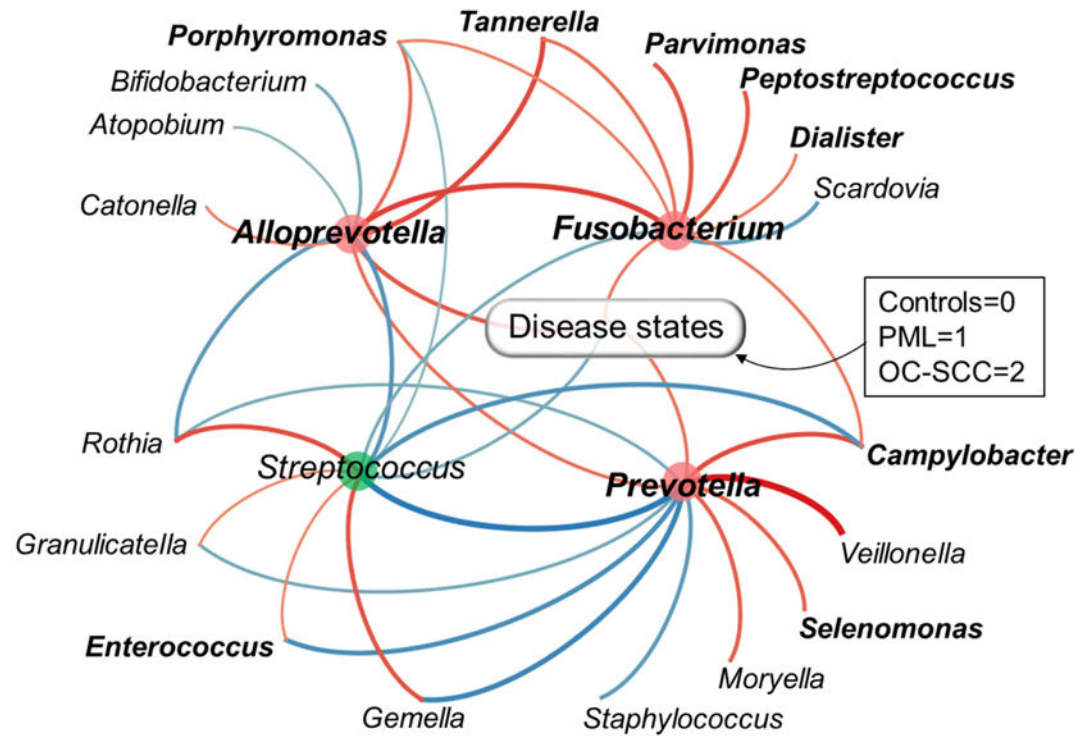 Tannerella
Porphyromonas
Parvimonas
Bifidobacterium
Peptostreptococcus
Atopobium
Dialister
Scardovia
Catonella
Alloprevotella
Fusobacterium
Disease states
Controls=0
PML=1
OC-SCC=2
Rothia
Streptococcus
Campylobacter
Prevotella
Granulicatella
Veillonella
Enterococcus
Selenomonas
Moryella
Gemella
Staphylococcus